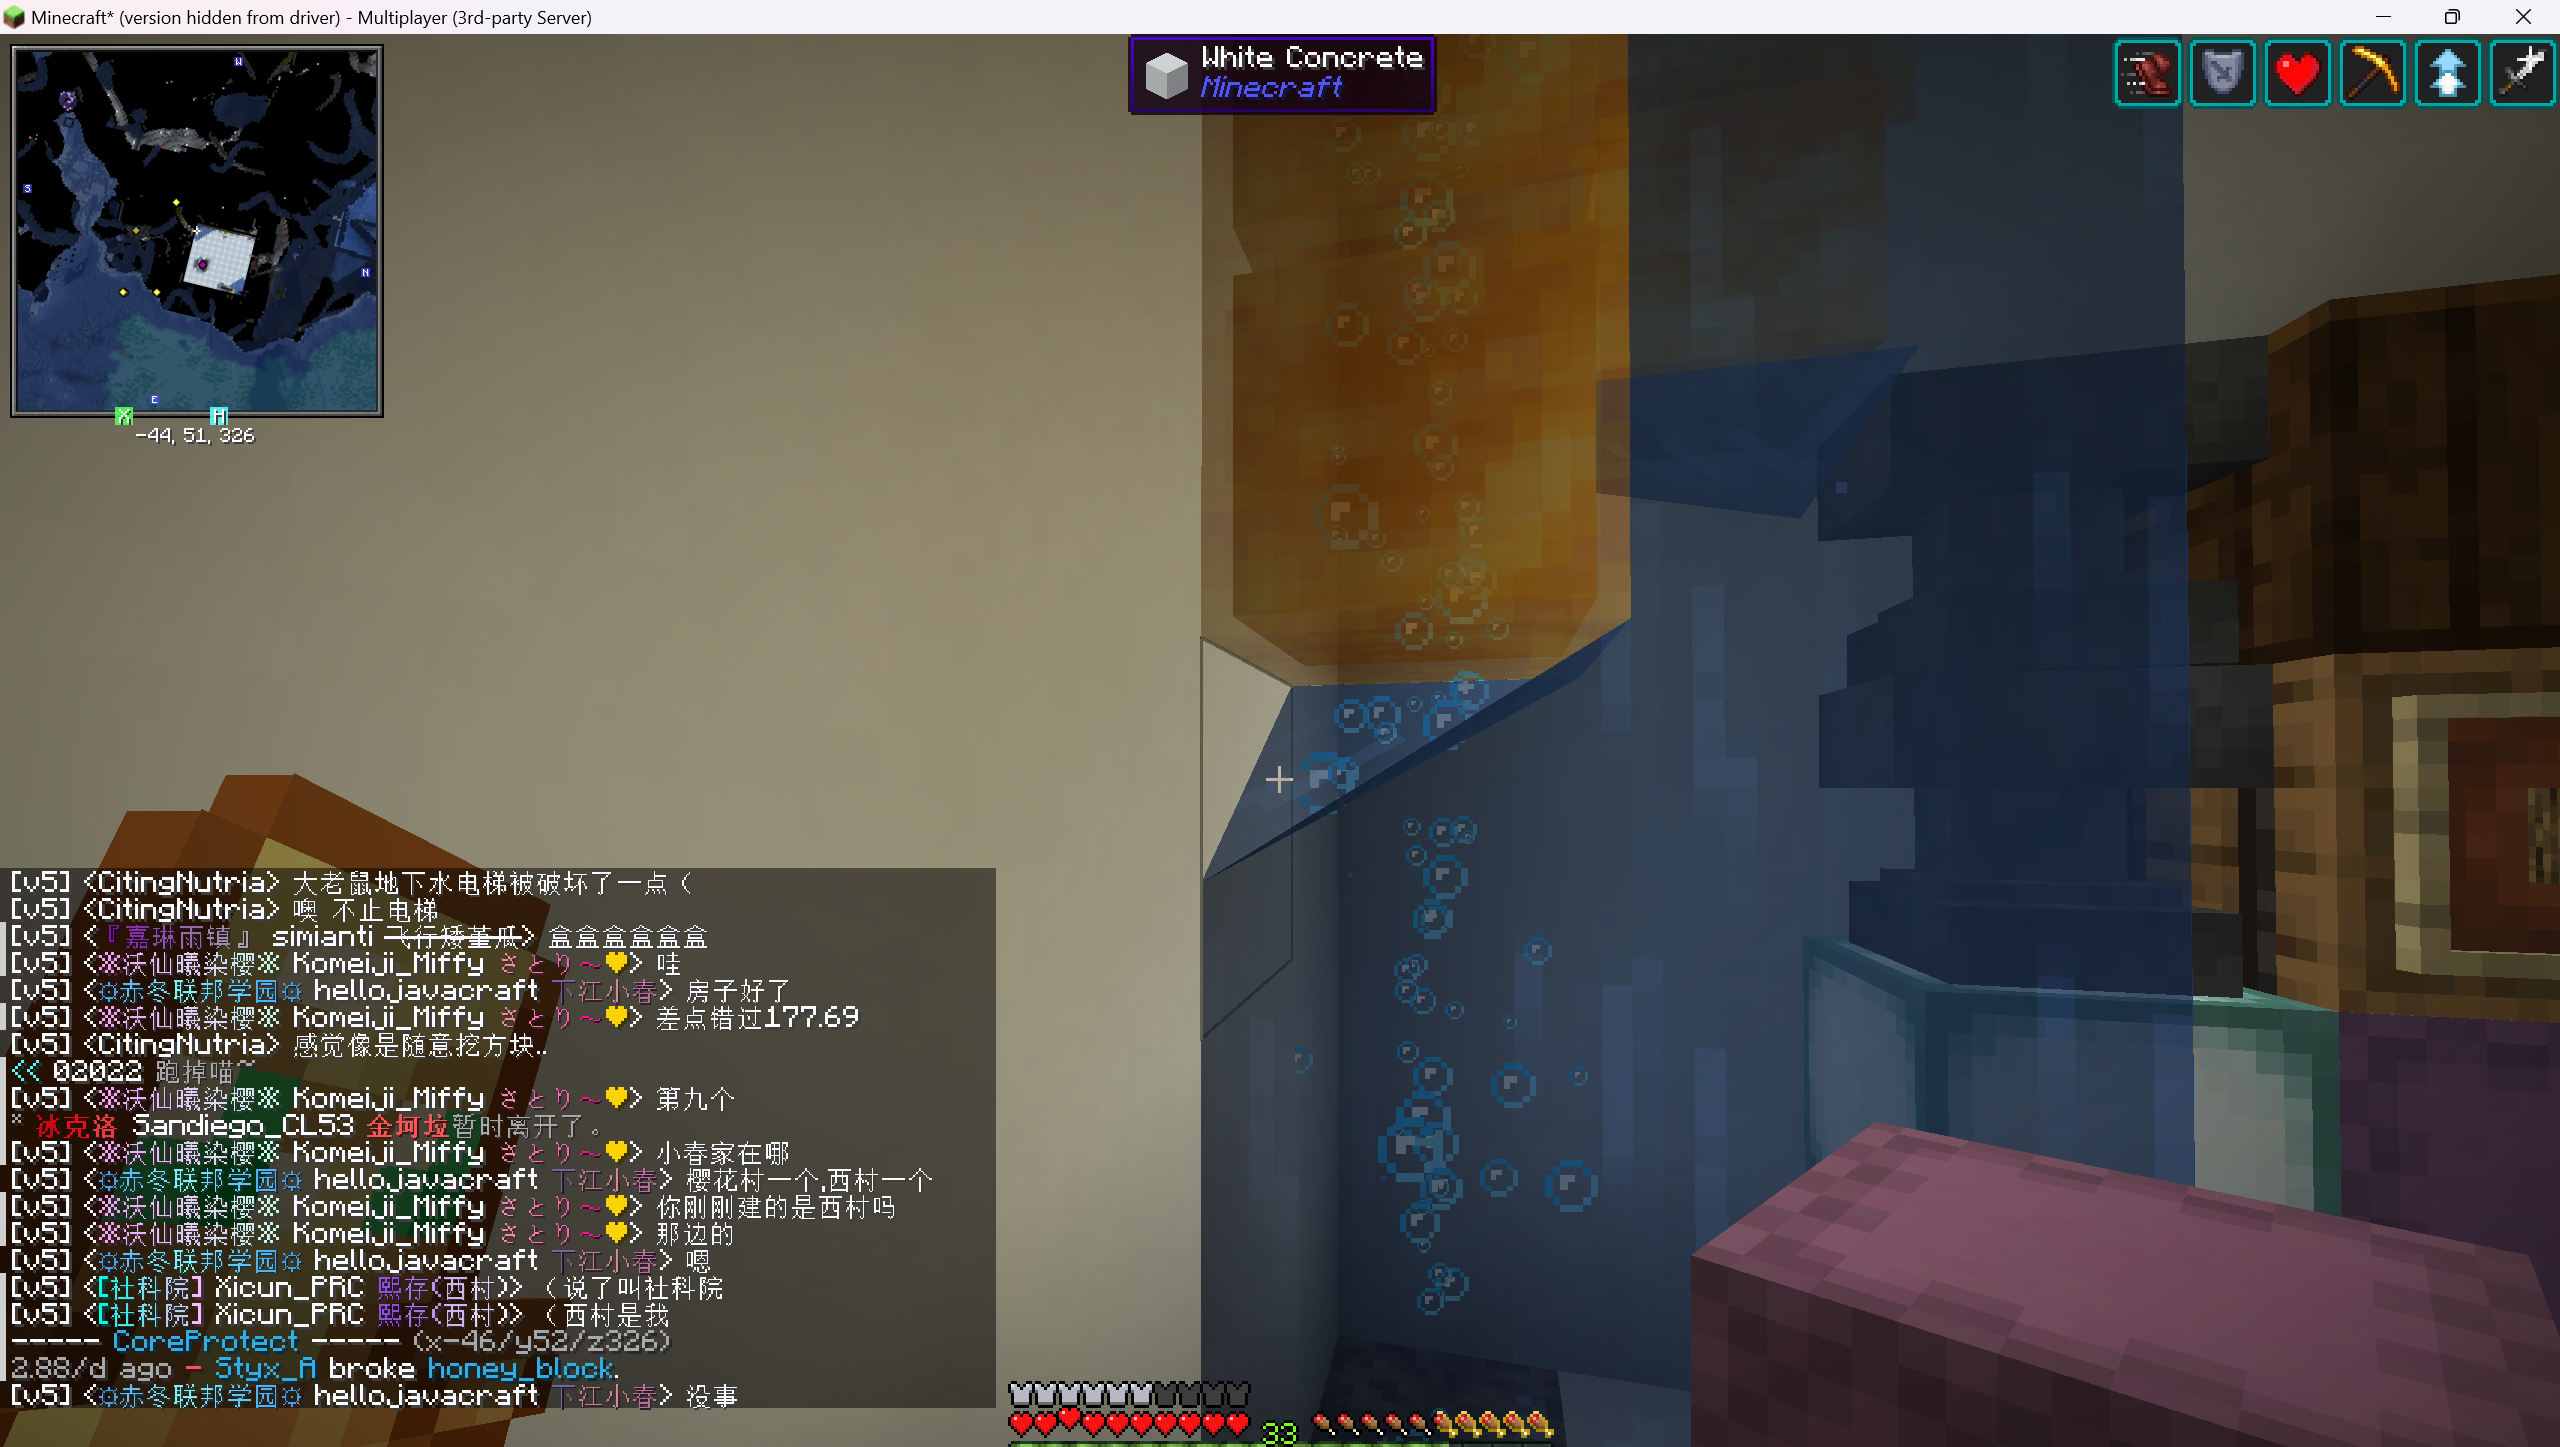 Minecraft* (version hidden from driver) - Multiplayer (3rd-party Server)
White Concrete
Minecraft
W
S
N
E
X H
-44, 51, 326
[v5] <CitingNutria> 大老鼠地下水电梯被破坏了一点（
[v5] <CitingNutria> 噢 不止电梯
[v5] <『嘉琳雨镇』 simianti 飞行矮堇瓜> 盒盒盒盒盒盒
[v5] <※沃仙曦染樱※ Komeiji_Miffy さとり～♥> 哇
[v5] <☼赤冬联邦学园☼ hellojavacraft 下江小春> 房子好了
[v5] <※沃仙曦染樱※ Komeiji_Miffy さとり～♥> 差点错过177.69
[v5] <CitingNutria> 感觉像是随意挖方块..
<< 02022 跑掉喵~
[v5] <※沃仙曦染樱※ Komeiji_Miffy さとり～♥> 第九个
冰克洛 Sandiego_CL53 金坷垃暂时离开了。
[v5] <※沃仙曦染樱※ Komeiji_Miffy さとり～♥> 小春家在哪
[v5] <☼赤冬联邦学园☼ hellojavacraft 下江小春> 樱花村一个,西村一个
[v5] <※沃仙曦染樱※ Komeiji_Miffy さとり～♥> 你刚刚建的是西村吗
[v5] <※沃仙曦染樱※ Komeiji_Miffy さとり～♥> 那边的
[v5] <☼赤冬联邦学园☼ hellojavacraft 下江小春> 嗯
[v5] <[社科院] Xicun_PRC 熙存(西村)> （说了叫社科院
[v5] <[社科院] Xicun_PRC 熙存(西村)> （西村是我
----- CoreProtect ----- (x-46/y52/z326)
2.88/d ago - Styx_A broke honey_block.
[v5] <☼赤冬联邦学园☼ hellojavacraft 下江小春> 没事
33